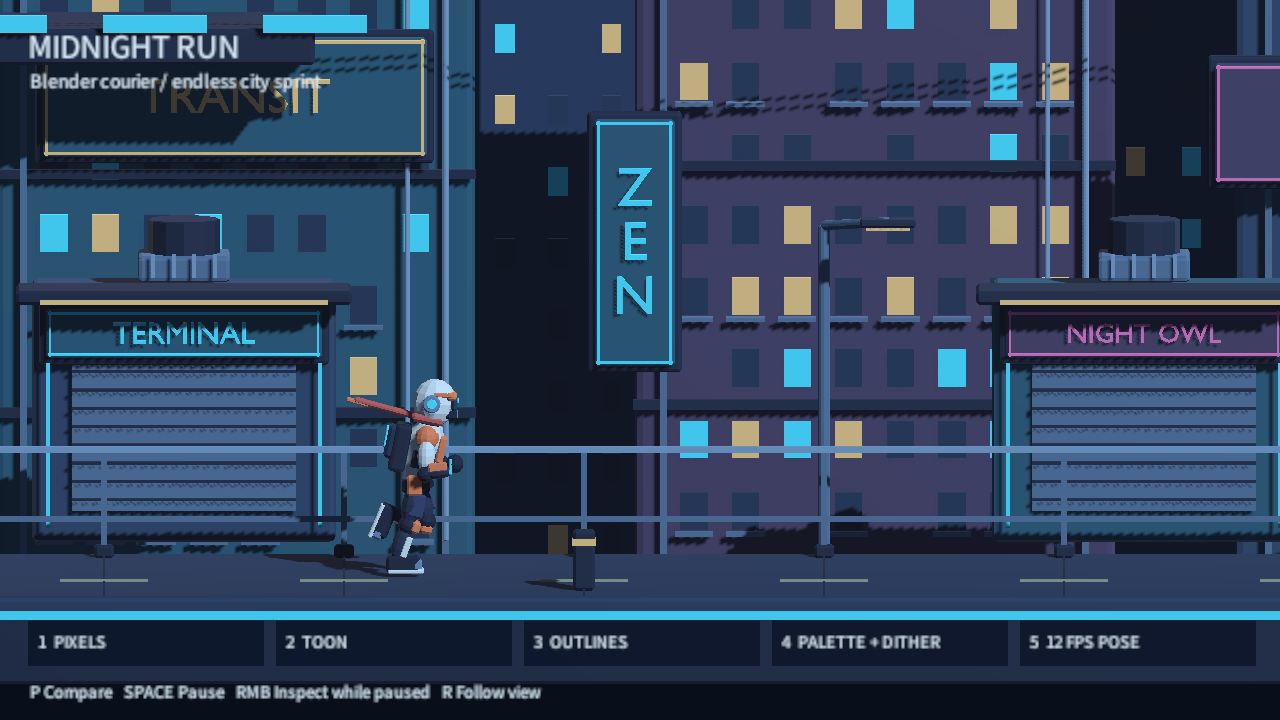 MIDNIGHT RUN
Blender courier / endless city sprint
TRANSIT
Z
E
N
TERMINAL
NIGHT OWL
1 PIXELS
2 TOON
3 OUTLINES
4 PALETTE + DITHER
5 12 FPS POSE
P Compare SPACE Pause RMB Inspect while paused R Follow view